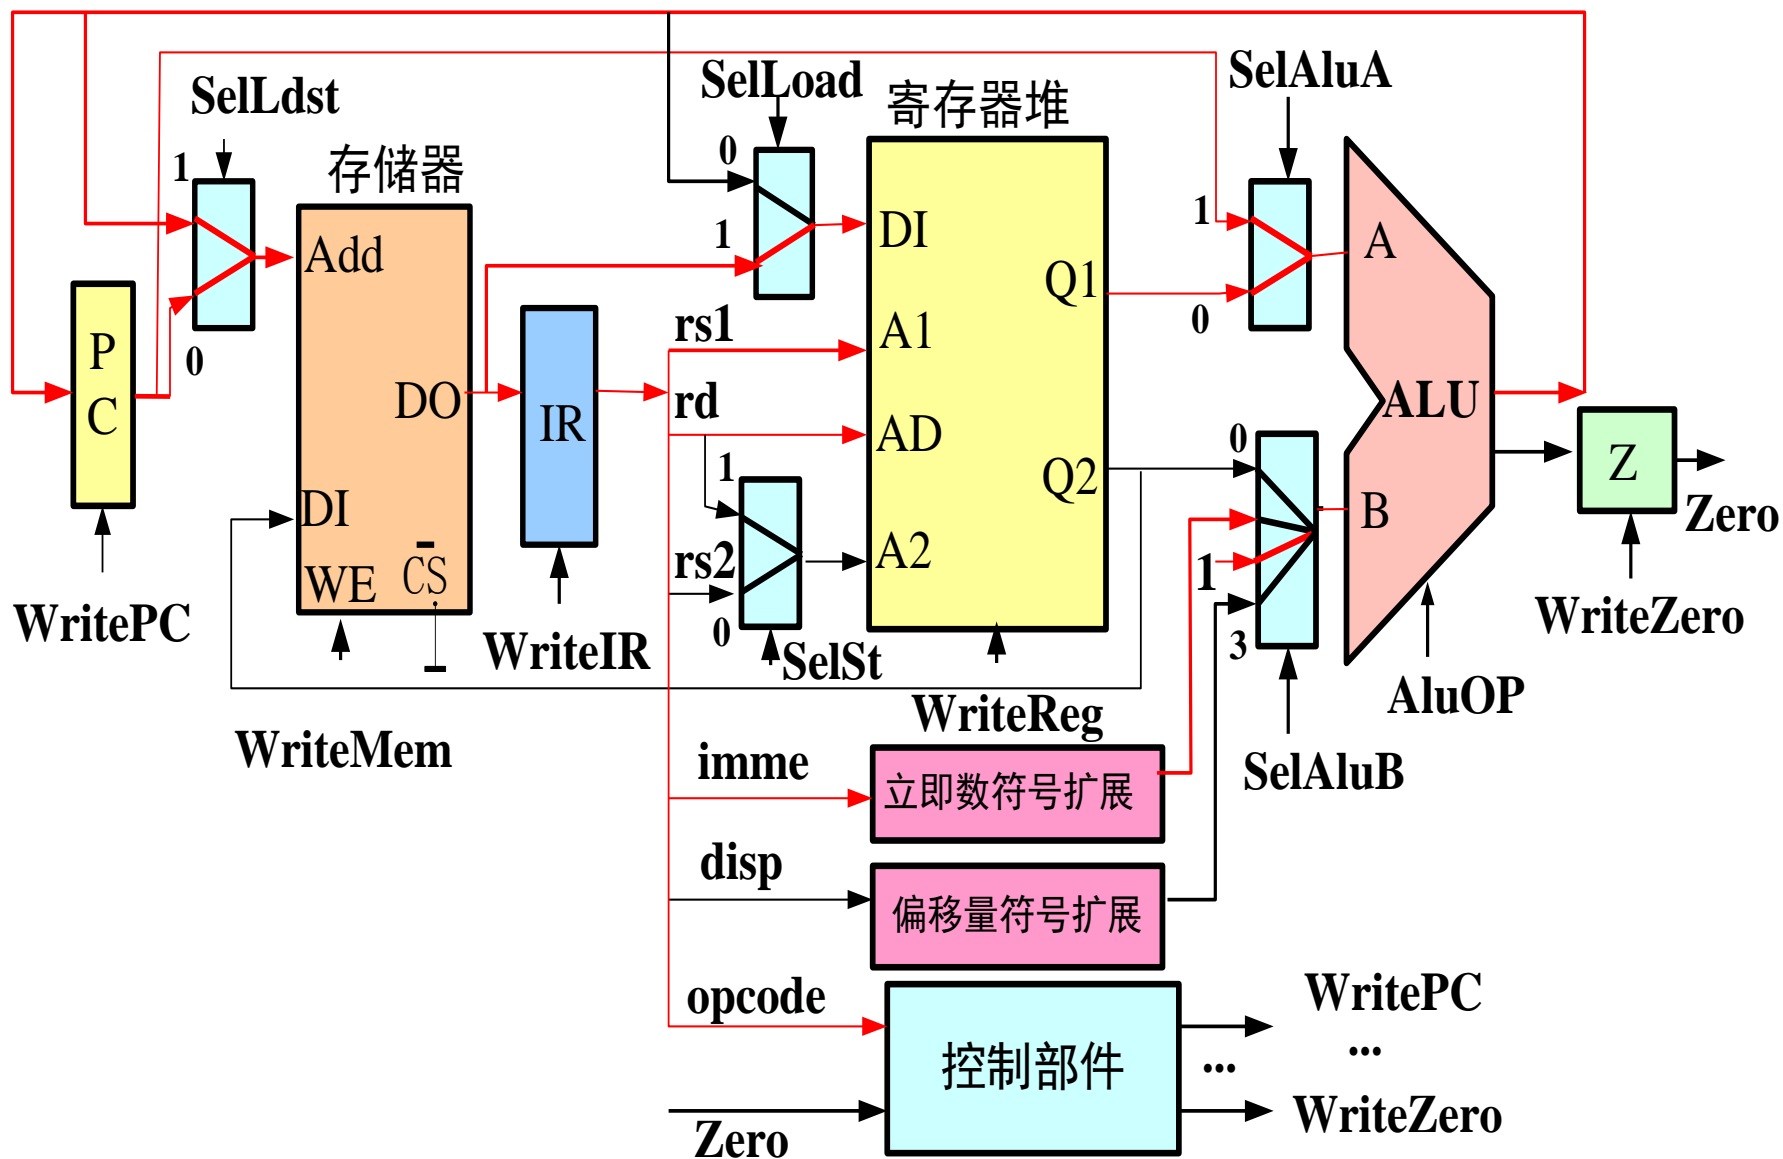 SelLdst
SelLoad
寄存器堆
SelAluA
存储器
1
0
1
0
1
0
P
C
Add
DO
DI
WE
CS
IR
DI
A1
AD
A2
Q1
Q2
A
B
ALU
Z
Zero
rs1
rd
1
rs2
0
0
1
3
WritePC
WriteIR
SelSt
WriteZero
WriteMem
WriteReg
AluOP
SelAluB
imme
立即数符号扩展
disp
偏移量符号扩展
opcode
控制部件
Zero
WritePC
...
...
WriteZero